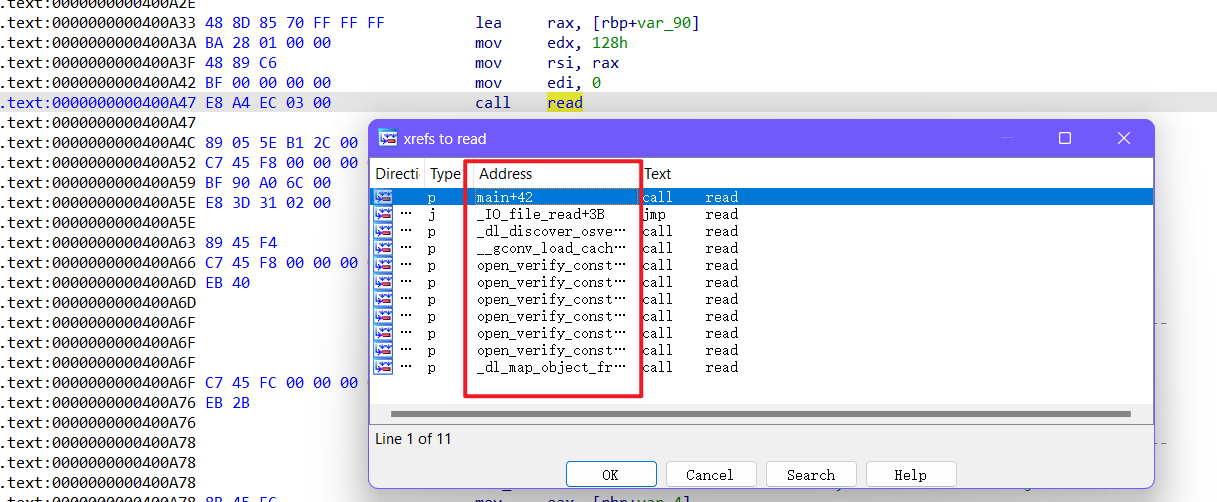 .text:0000000000400A2E
.text:0000000000400A33 48 8D 85 70 FF FF FF lea rax, [rbp+var_90]
.text:0000000000400A3A BA 28 01 00 00 mov edx, 128h
.text:0000000000400A3F 48 89 C6 mov rsi, rax
.text:0000000000400A42 BF 00 00 00 00 mov edi, 0
.text:0000000000400A47 E8 A4 EC 03 00 call read
.text:0000000000400A47
.text:0000000000400A4C 89 05 5E B1 2C 00
.text:0000000000400A52 C7 45 F8 00 00 00
.text:0000000000400A59 BF 90 A0 6C 00
.text:0000000000400A5E E8 3D 31 02 00
.text:0000000000400A5E
.text:0000000000400A63 89 45 F4
.text:0000000000400A66 C7 45 F8 00 00 00
.text:0000000000400A6D EB 40
.text:0000000000400A6D
.text:0000000000400A6F
.text:0000000000400A6F
.text:0000000000400A6F
.text:0000000000400A6F C7 45 FC 00 00 00
.text:0000000000400A76 EB 2B
.text:0000000000400A76
.text:0000000000400A78
.text:0000000000400A78
.text:0000000000400A78
.text:0000000000400A78 8B 45 FC mov eax, [rbp+var_4]
xrefs to read
Directi Type Address Text
p main+42 call read
… j _IO_file_read+3B jmp read
… p _dl_discover_osve… call read
… p __gconv_load_cach… call read
… p open_verify_const… call read
… p open_verify_const… call read
… p open_verify_const… call read
… p open_verify_const… call read
… p open_verify_const… call read
… p open_verify_const… call read
… p _dl_map_object_fr… call read
Line 1 of 11
OK Cancel Search Help